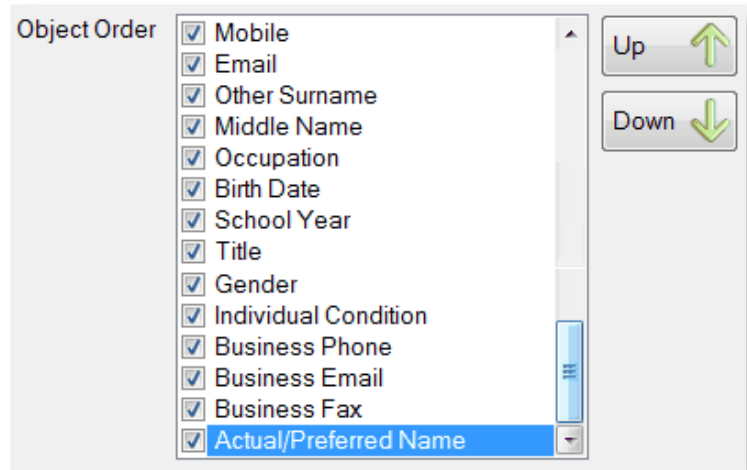 Object Order
Mobile
Email
Other Surname
Middle Name
Occupation
Birth Date
School Year
Title
Gender
Individual Condition
Business Phone
Business Email
Business Fax
Actual/Preferred Name
Up
Down